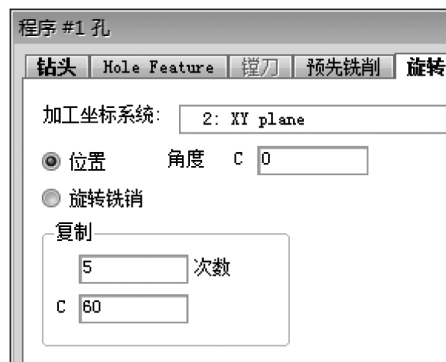 程序 #1 孔
钻头 Hole Feature 镗刀 预先铣削 旋转
加工坐标系统: 2: XY plane
位置 角度 C 0
旋转铣销
复制
5 次数
C 60